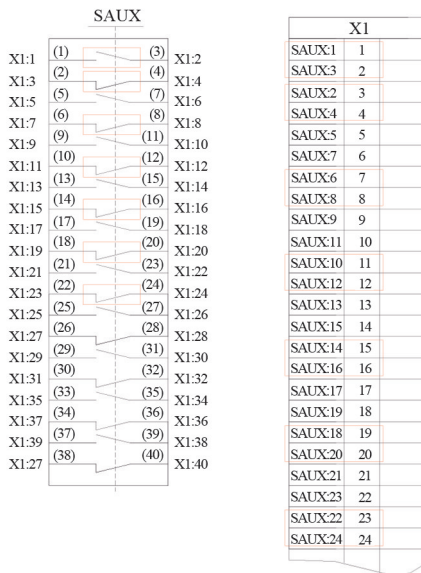 SAUX
X1:1 (1) (3) X1:2
X1:3 (2) (4) X1:4
X1:5 (5) (7) X1:6
X1:7 (6) (8) X1:8
X1:9 (9) (11) X1:10
X1:11 (10) (12) X1:12
X1:13 (13) (15) X1:14
X1:15 (14) (16) X1:16
X1:17 (17) (19) X1:18
X1:19 (18) (20) X1:20
X1:21 (21) (23) X1:22
X1:23 (22) (24) X1:24
X1:25 (25) (27) X1:26
X1:27 (26) (28) X1:28
X1:29 (29) (31) X1:30
X1:31 (30) (32) X1:32
X1:35 (33) (35) X1:34
X1:37 (34) (36) X1:36
X1:39 (37) (39) X1:38
X1:27 (38) (40) X1:40
X1
SAUX:1 1
SAUX:3 2
SAUX:2 3
SAUX:4 4
SAUX:5 5
SAUX:7 6
SAUX:6 7
SAUX:8 8
SAUX:9 9
SAUX:11 10
SAUX:10 11
SAUX:12 12
SAUX:13 13
SAUX:15 14
SAUX:14 15
SAUX:16 16
SAUX:17 17
SAUX:19 18
SAUX:18 19
SAUX:20 20
SAUX:21 21
SAUX:23 22
SAUX:22 23
SAUX:24 24